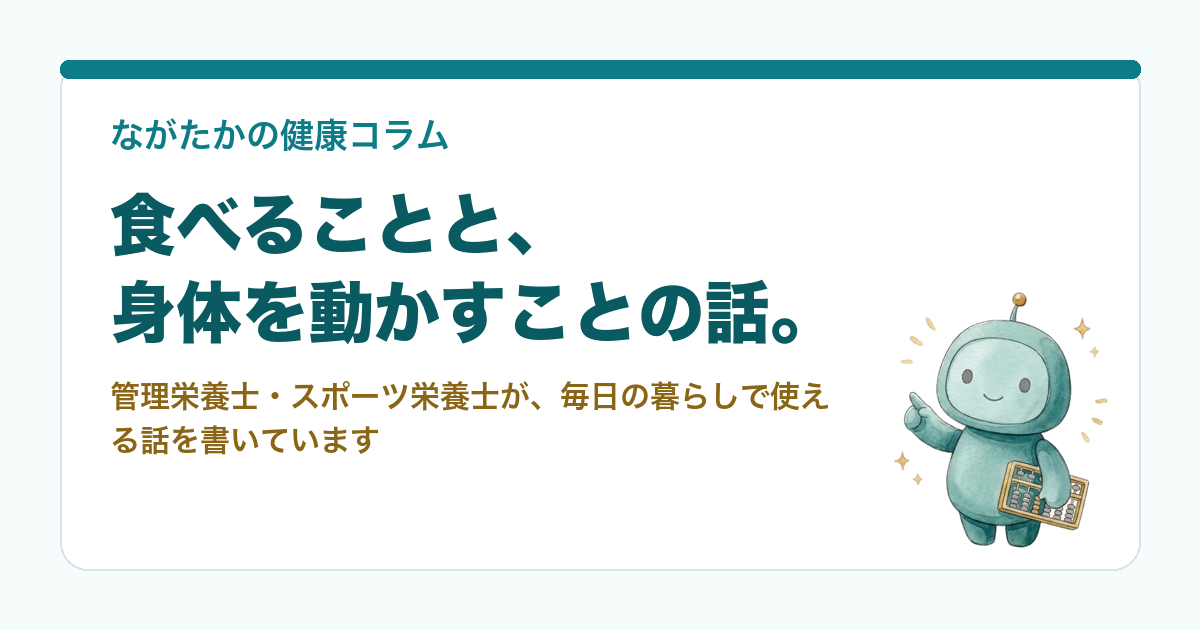 ながたかの健康コラム
食べることと、
身体を動かすことの話。
管理栄養士・スポーツ栄養士が、毎日の暮らしで使え
る話を書いています